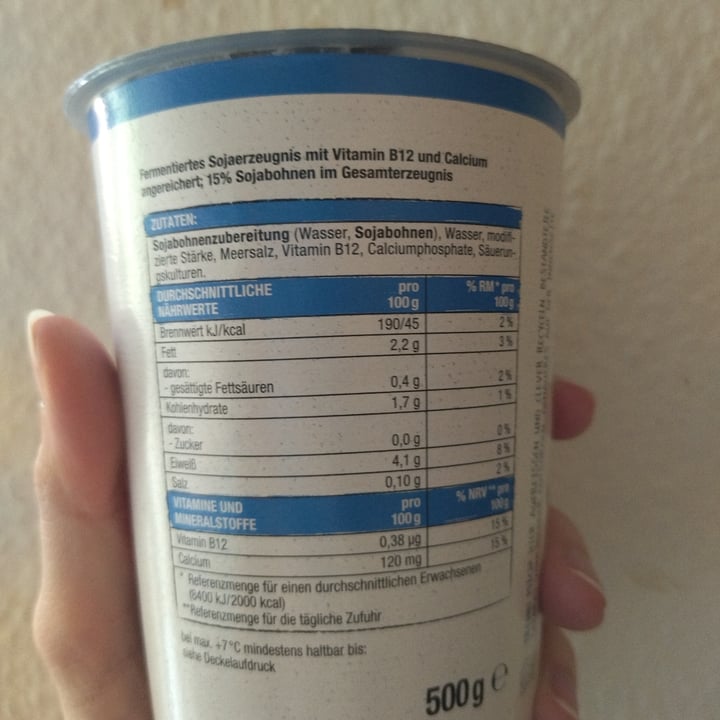 Fermentiertes Sojaerzeugnis mit Vitamin B12 und Calcium
angereichert; 15% Sojabohnen im Gesamterzeugnis
ZUTATEN:
Sojabohnenzubereitung (Wasser, Sojabohnen), Wasser, modifi-
zierte Stärke, Meersalz, Vitamin B12, Calciumphosphate, Säuerun-
gskulturen.
DURCHSCHNITTLICHE pro % RM* pro
NÄHRWERTE 100g 100g
Brennwert kJ/kcal 190/45 2%
Fett 2,2 g 3%
davon:
- gesättigte Fettsäuren 0,4 g 2%
Kohlenhydrate 1,7 g 1%
davon:
- Zucker 0,0 g 0%
Eiweiß 4,1 g 8%
Salz 0,10 g 2%
VITAMINE UND pro % NRV** pro
MINERALSTOFFE 100g 100g
Vitamin B12 0,38 µg 15%
Calcium 120 mg 15%
* Referenzmenge für einen durchschnittlichen Erwachsenen
(8400 kJ/2000 kcal)
**Referenzmenge für die tägliche Zufuhr
bei max. +7°C mindestens haltbar bis:
siehe Deckelaufdruck
500g e